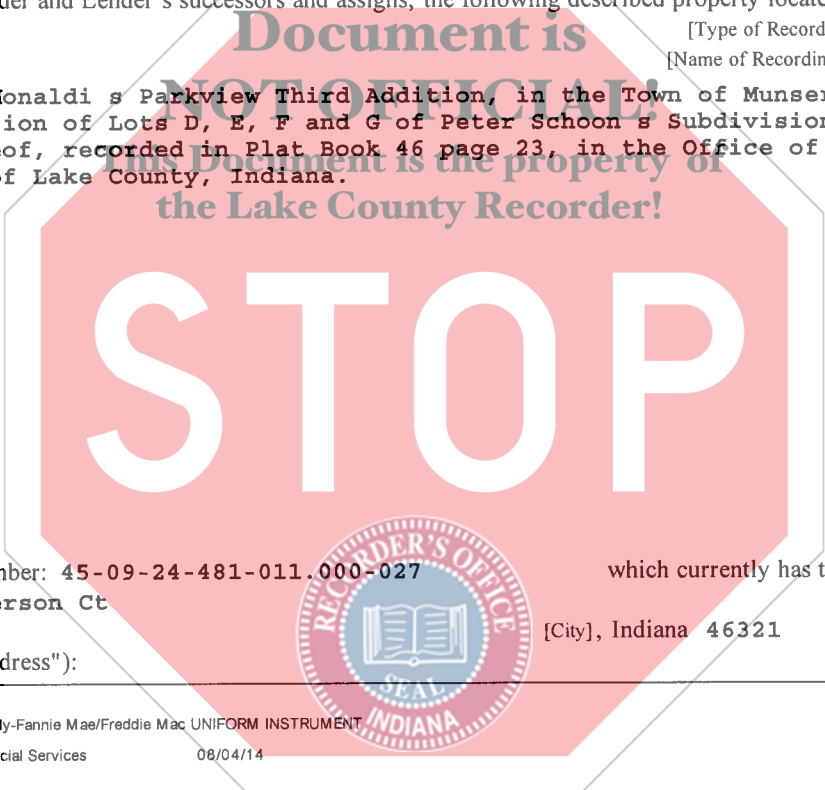 der and Lender's successors and assigns, the following described property locate
Document is
[Type of Record
[Name of Recordin
NOT OFFICIAL!
onaldi s Parkview Third Addition, in the Town of Munser
ion of Lots D, E, F and G of Peter Schoon s Subdivision
eof, recorded in Plat Book 46 page 23, in the Office of
This Document is the property of
f Lake County, Indiana.
the Lake County Recorder!
STOP
nber: 45-09-24-481-011.000-027 which currently has t
erson Ct
[City], Indiana 46321
dress"):
RECORDER'S OFFICE
SEAL
INDIANA
ly-Fannie Mae/Freddie Mac UNIFORM INSTRUMENT
cial Services 08/04/14